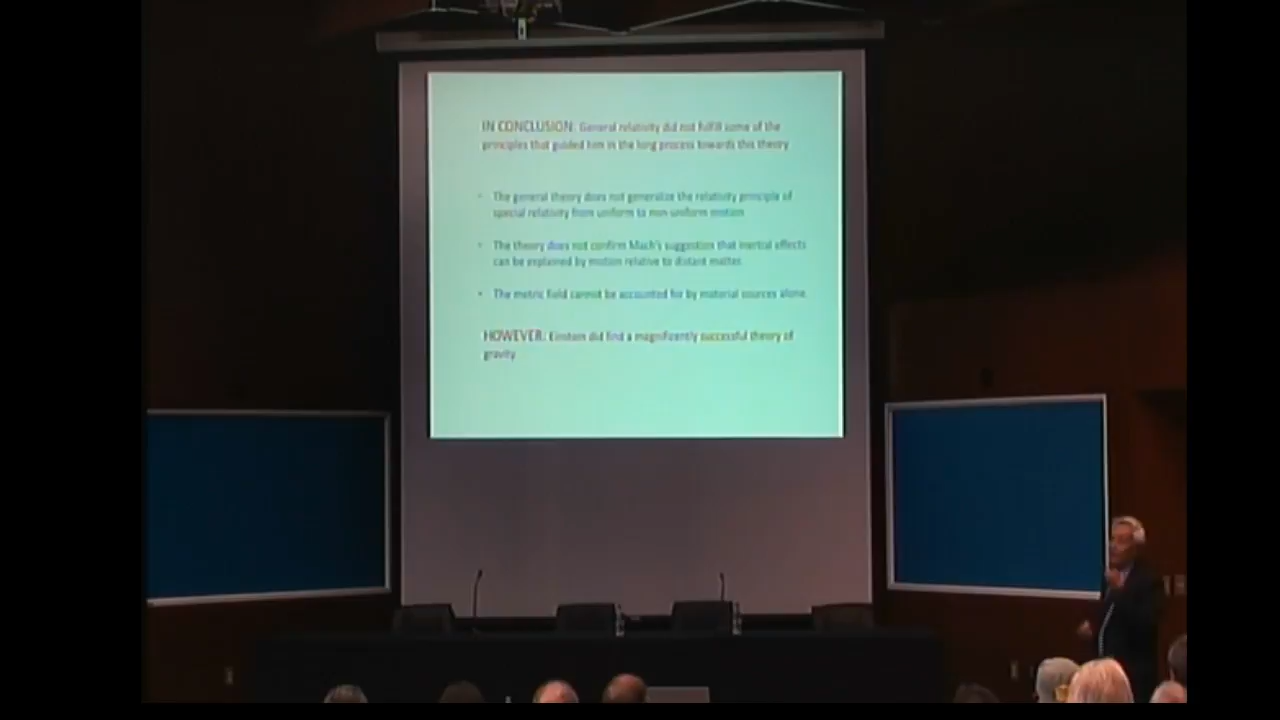 IN CONCLUSION: General relativity did not fulfill some of the
principles that guided him in the long process towards this theory
• The general theory does not generalize the relativity principle of
special relativity from uniform to non-uniform motion
• The theory does not confirm Mach's suggestion that inertial effects
can be explained by motion relative to distant matter.
• The metric field cannot be accounted for by material sources alone.
HOWEVER: Einstein did find a magnificently successful theory of
gravity